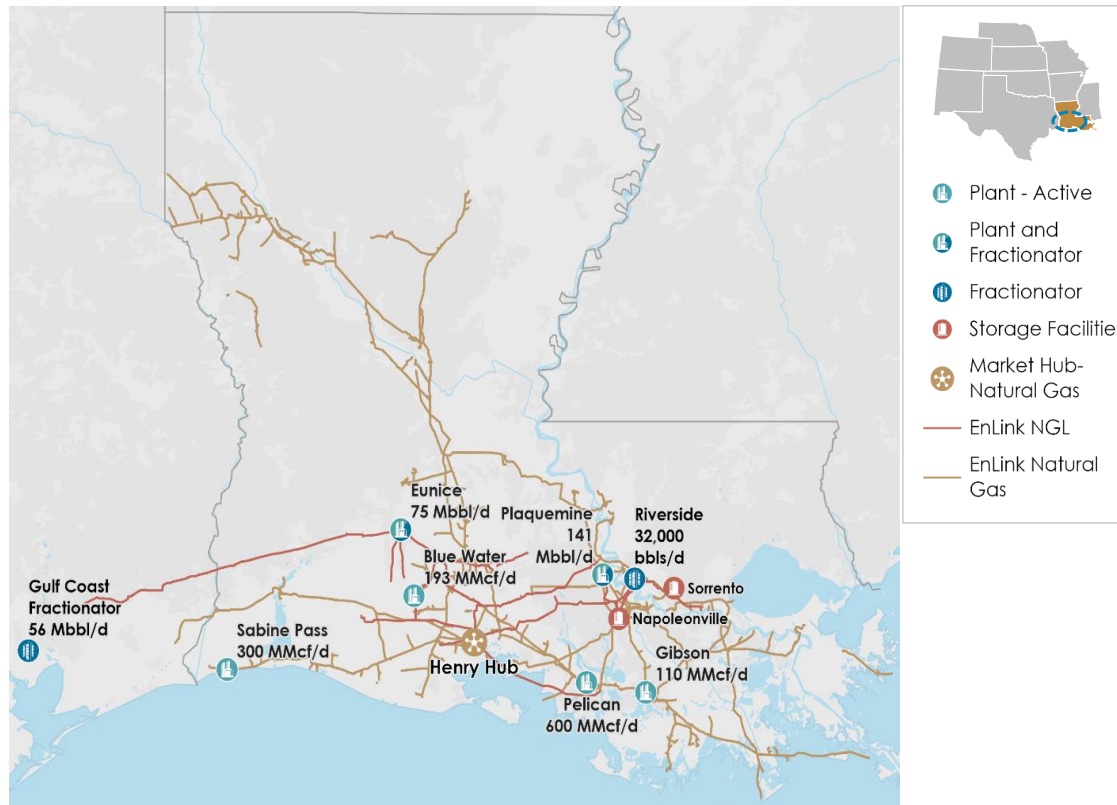 Eunice
75 Mbbl/d
Plaquemine
141
Mbbl/d
Riverside
32,000
bbls/d
Blue Water
193 MMcf/d
Gulf Coast
Fractionator
56 Mbbl/d
Sorrento
Napoleonville
Sabine Pass
300 MMcf/d
Henry Hub
Gibson
110 MMcf/d
Pelican
600 MMcf/d
Plant - Active
Plant and
Fractionator
Fractionator
Storage Facilitie
Market Hub-
Natural Gas
EnLink NGL
EnLink Natural
Gas